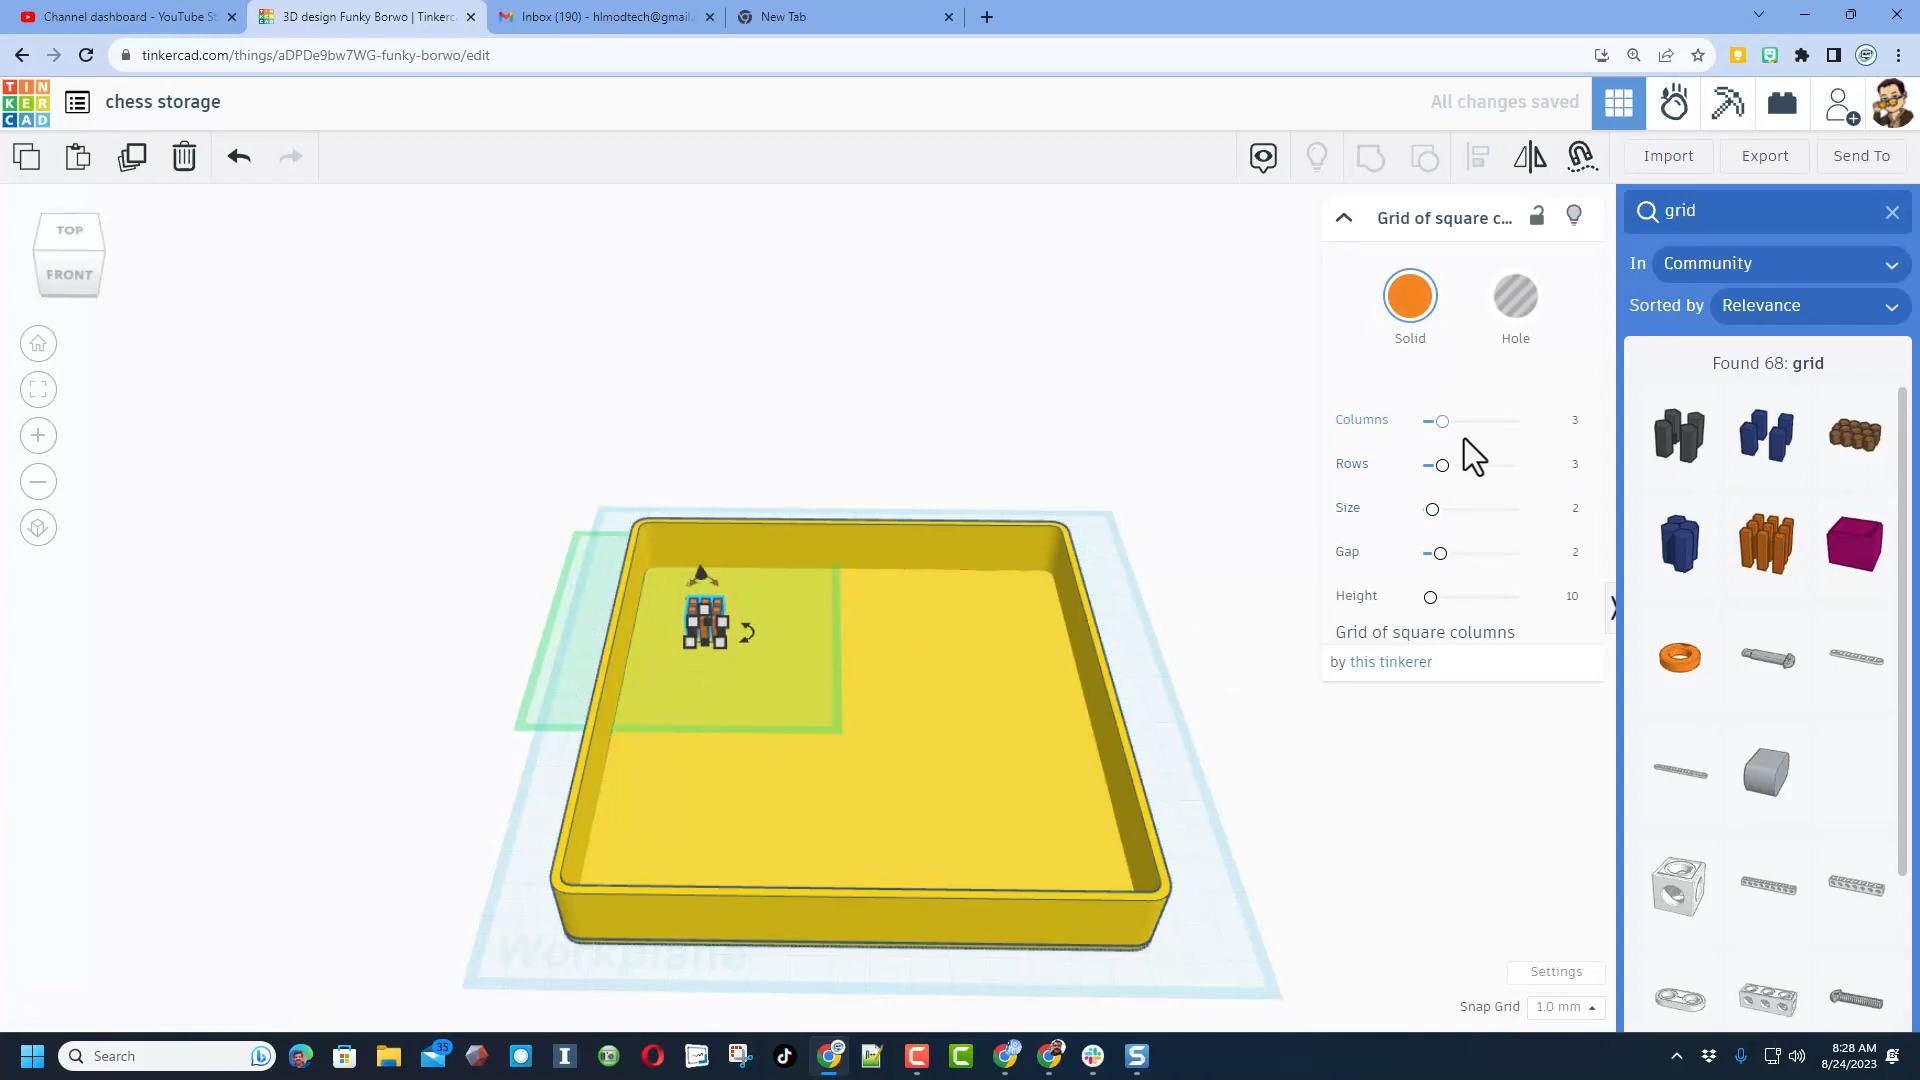 Channel dashboard - YouTube St
3D design Funky Borwo | Tinkerc
Inbox (190) - hlmodtech@gmail.
New Tab
tinkercad.com/things/aDPDe9bw7WG-funky-borwo/edit
TIN
KER
CAD
chess storage
All changes saved
Import
Export
Send To
TOP
FRONT
Grid of square c...
Solid
Hole
Columns 3
Rows 3
Size 2
Gap 2
Height 10
Grid of square columns
by this tinkerer
grid
In Community
Sorted by Relevance
Found 68: grid
Workplane
Settings
Snap Grid 1.0 mm
Search
35
8:28 AM
8/24/2023